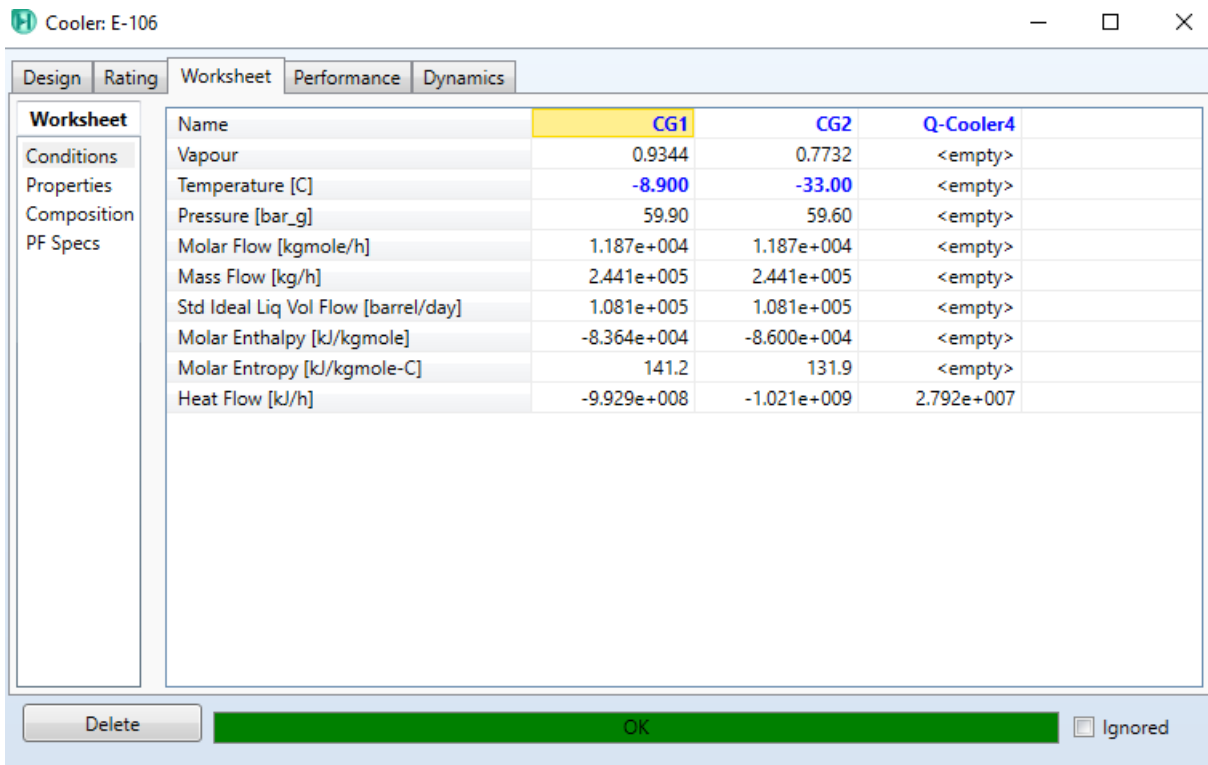 Cooler: E-106
Design Rating Worksheet Performance Dynamics
Worksheet
Conditions
Properties
Composition
PF Specs
Name CG1 CG2 Q-Cooler4
Vapour 0.9344 0.7732 <empty>
Temperature [C] -8.900 -33.00 <empty>
Pressure [bar_g] 59.90 59.60 <empty>
Molar Flow [kgmole/h] 1.187e+004 1.187e+004 <empty>
Mass Flow [kg/h] 2.441e+005 2.441e+005 <empty>
Std Ideal Liq Vol Flow [barrel/day] 1.081e+005 1.081e+005 <empty>
Molar Enthalpy [kJ/kgmole] -8.364e+004 -8.600e+004 <empty>
Molar Entropy [kJ/kgmole-C] 141.2 131.9 <empty>
Heat Flow [kJ/h] -9.929e+008 -1.021e+009 2.792e+007
Delete OK Ignored